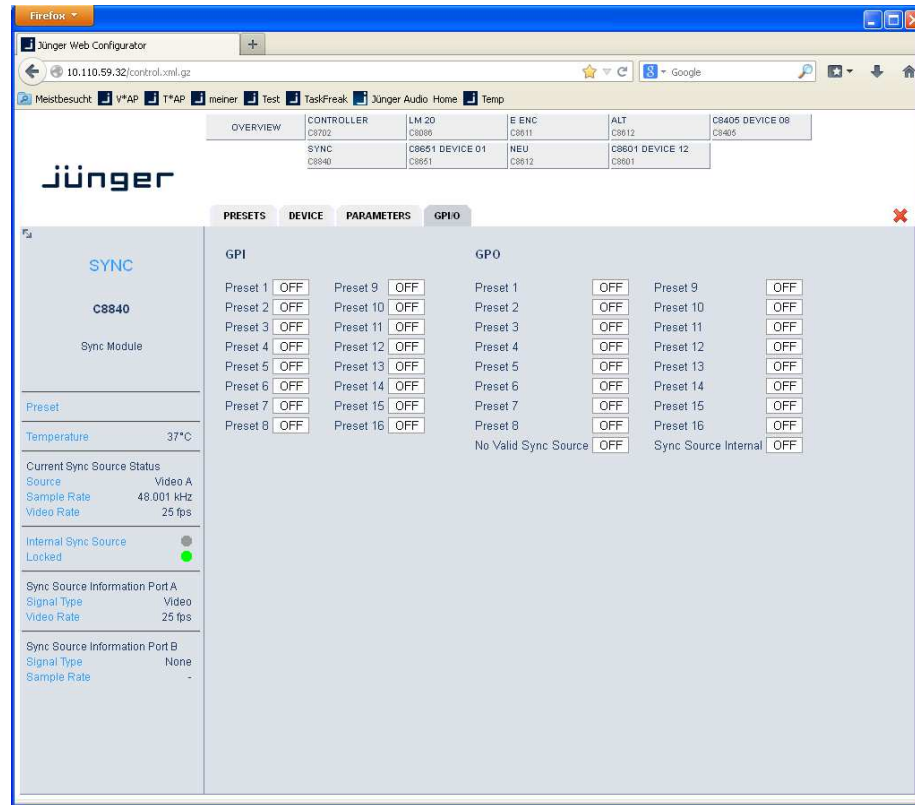 Firefox
Jünger Web Configurator
10.110.59.32/control.xml.gz
Google
Meistbesucht V*AP T*AP meiner Test TaskFreak Jünger Audio Home Temp
OVERVIEW CONTROLLER LM 20 E ENC ALT C8405 DEVICE 08
C8702 C8086 C8611 C8612 C8405
SYNC C8651 DEVICE 01 NEU C8601 DEVICE 12
C8840 C8651 C8612 C8601
jünger
PRESETS DEVICE PARAMETERS GPI/O
SYNC
C8840
Sync Module
Preset
Temperature 37°C
Current Sync Source Status
Source Video A
Sample Rate 48.001 kHz
Video Rate 25 fps
Internal Sync Source
Locked
Sync Source Information Port A
Signal Type Video
Video Rate 25 fps
Sync Source Information Port B
Signal Type None
Sample Rate -
GPI GPO
Preset 1 OFF Preset 9 OFF Preset 1 OFF Preset 9 OFF
Preset 2 OFF Preset 10 OFF Preset 2 OFF Preset 10 OFF
Preset 3 OFF Preset 11 OFF Preset 3 OFF Preset 11 OFF
Preset 4 OFF Preset 12 OFF Preset 4 OFF Preset 12 OFF
Preset 5 OFF Preset 13 OFF Preset 5 OFF Preset 13 OFF
Preset 6 OFF Preset 14 OFF Preset 6 OFF Preset 14 OFF
Preset 7 OFF Preset 15 OFF Preset 7 OFF Preset 15 OFF
Preset 8 OFF Preset 16 OFF Preset 8 OFF Preset 16 OFF
No Valid Sync Source OFF Sync Source Internal OFF